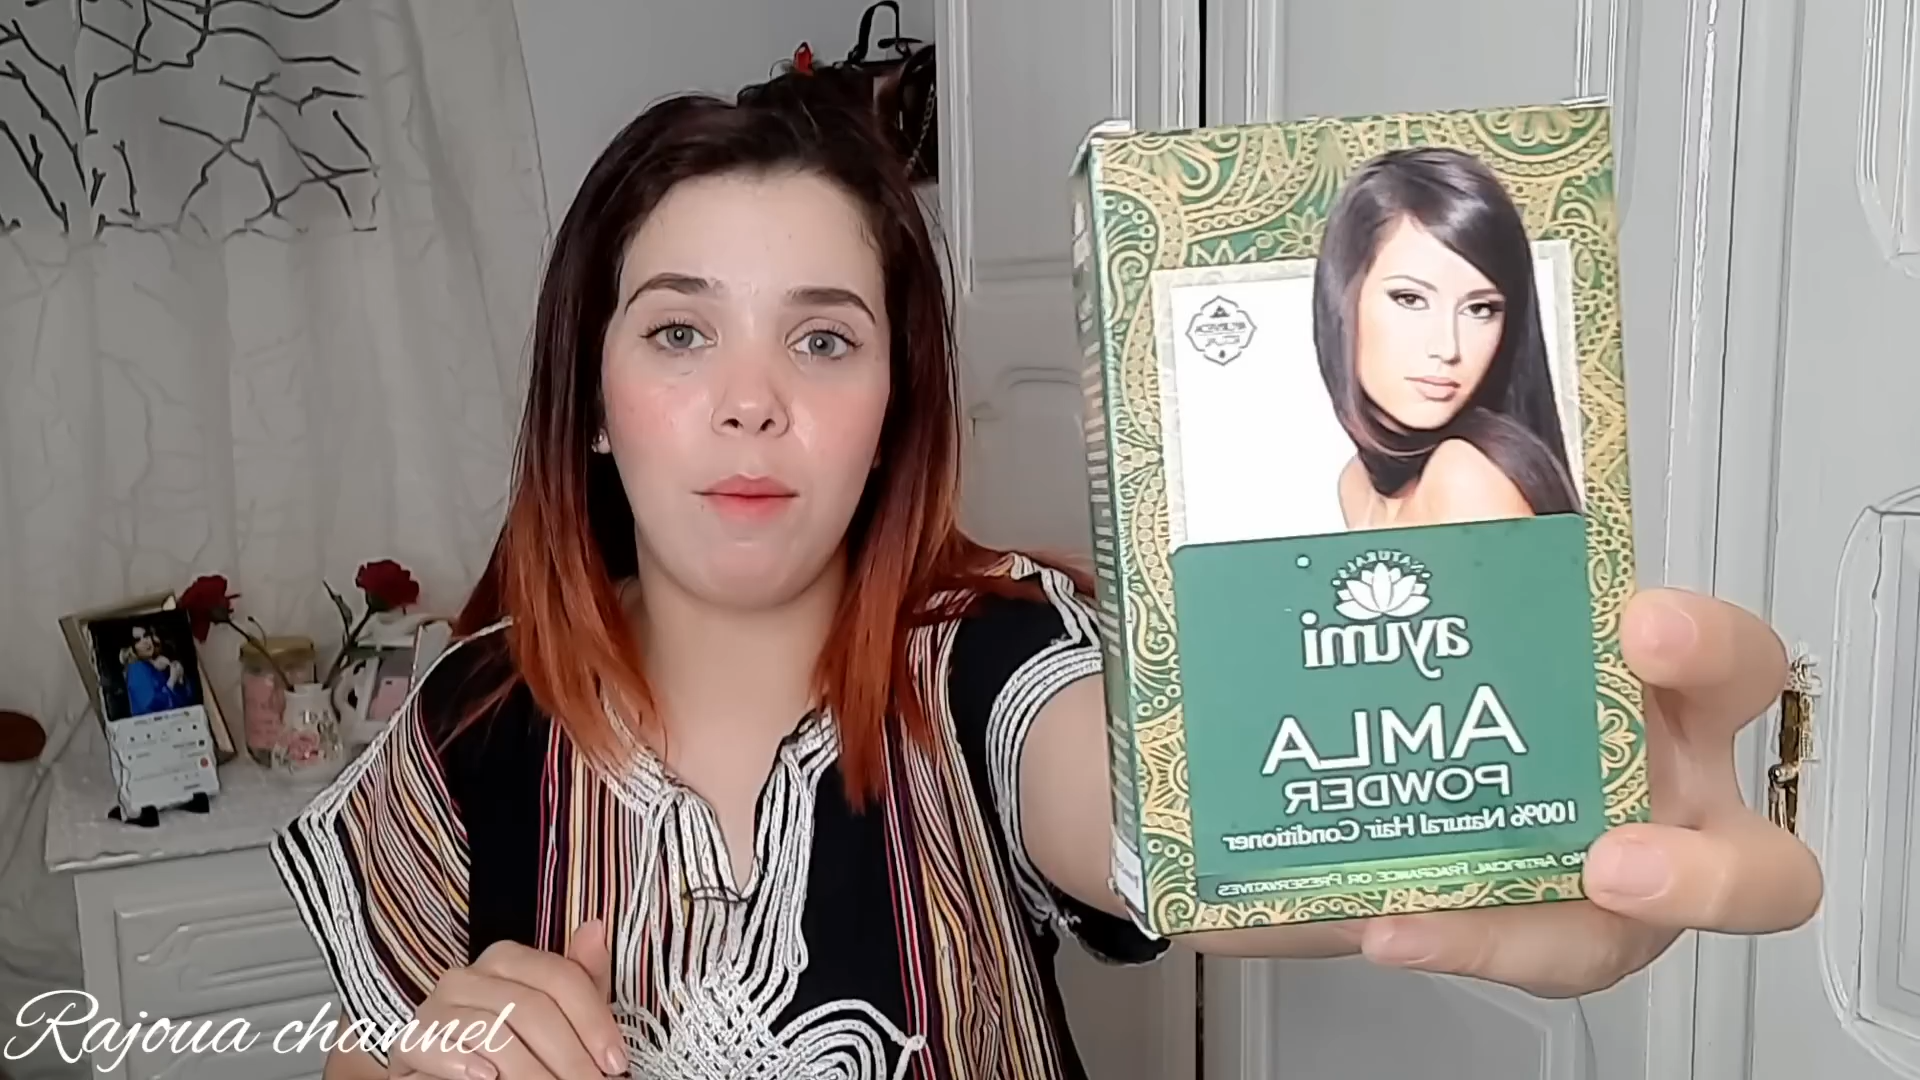 NATURALS
ayumi
AMLA
POWDER
100% Natural Hair Conditioner
NO ARTIFICIAL FRAGRANCE OR PRESERVATIVES
Rajoua channel